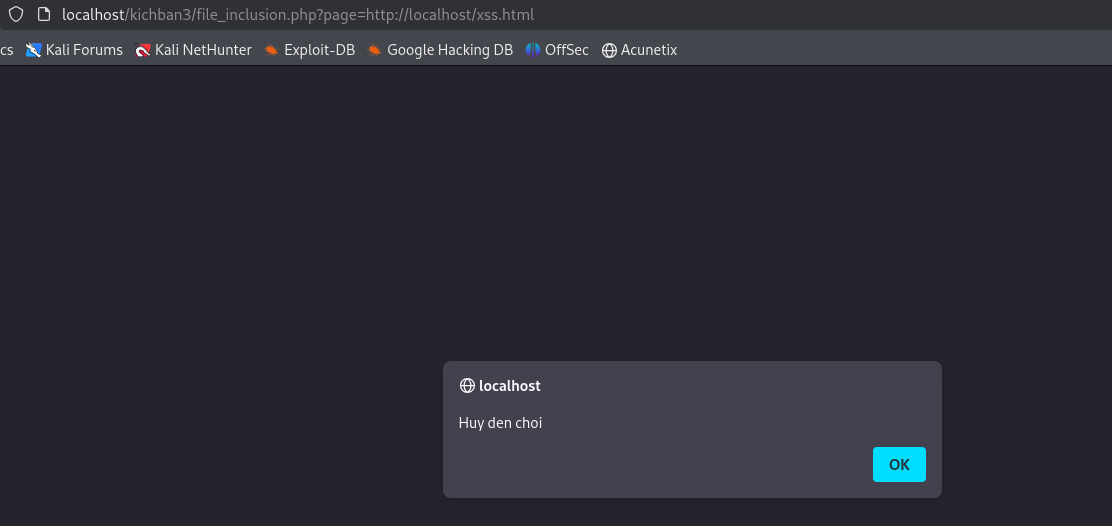 localhost/kichban3/file_inclusion.php?page=http://localhost/xss.html
cs Kali Forums Kali NetHunter Exploit-DB Google Hacking DB OffSec Acunetix
localhost
Huy den choi
OK